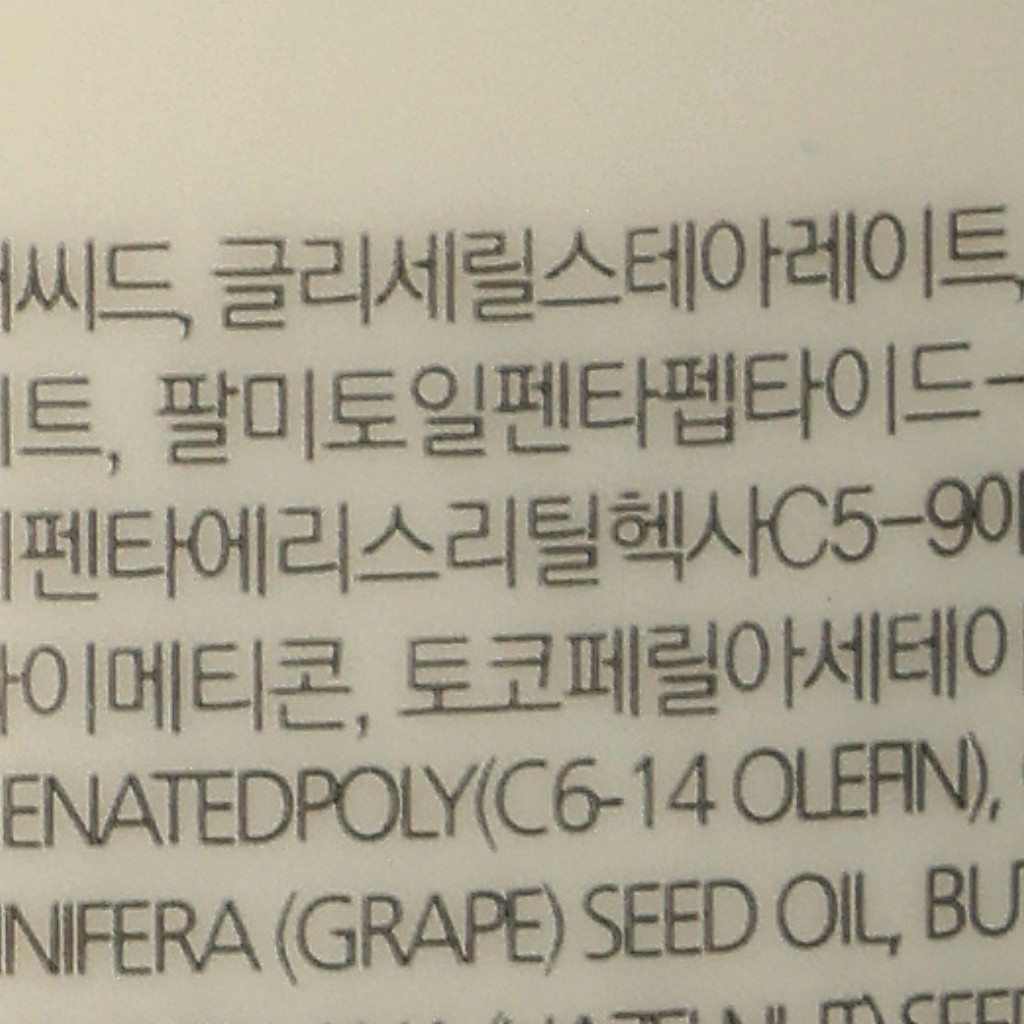 씨드, 글리세릴스테아레이트,
트, 팔미토일펜타펩타이드-
펜타에리스리틸헥사C5-9아
이메티콘, 토코페릴아세테이
ENATEDPOLY(C6-14 OLEFIN),
NIFERA (GRAPE) SEED OIL, BU